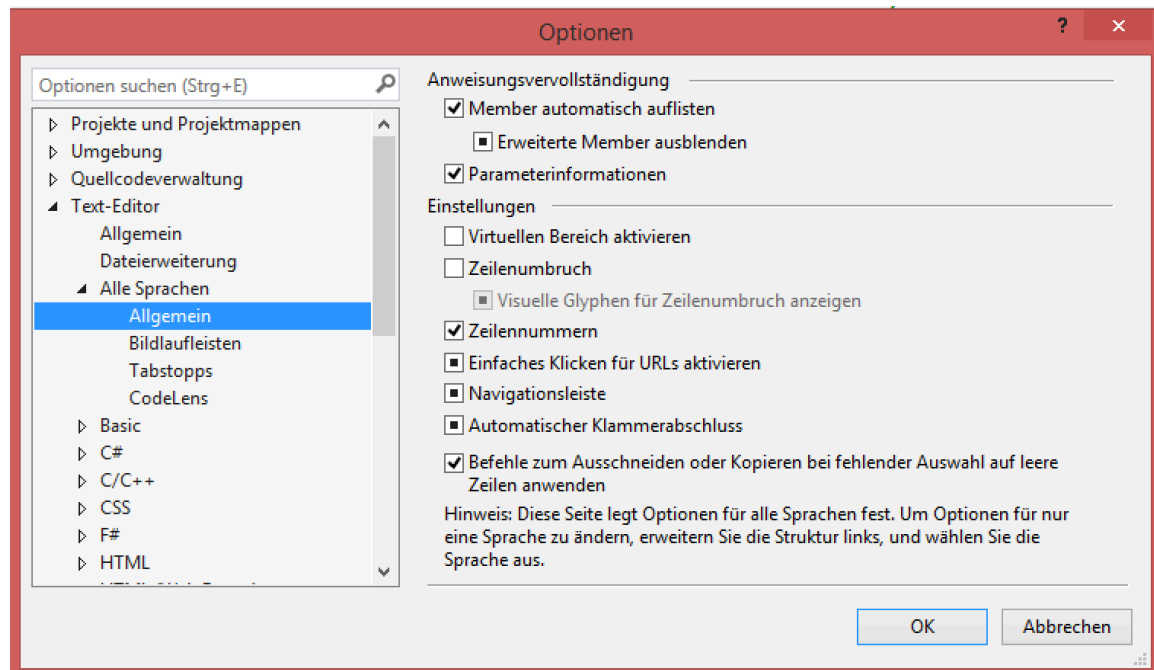 Optionen
?
Optionen suchen (Strg+E)
Projekte und Projektmappen
Umgebung
Quellcodeverwaltung
Text-Editor
Allgemein
Dateierweiterung
Alle Sprachen
Allgemein
Bildlaufleisten
Tabstopps
CodeLens
Basic
C#
C/C++
CSS
F#
HTML
Anweisungsvervollständigung
Member automatisch auflisten
Erweiterte Member ausblenden
Parameterinformationen
Einstellungen
Virtuellen Bereich aktivieren
Zeilenumbruch
Visuelle Glyphen für Zeilenumbruch anzeigen
Zeilennummern
Einfaches Klicken für URLs aktivieren
Navigationsleiste
Automatischer Klammerabschluss
Befehle zum Ausschneiden oder Kopieren bei fehlender Auswahl auf leere
Zeilen anwenden
Hinweis: Diese Seite legt Optionen für alle Sprachen fest. Um Optionen für nur
eine Sprache zu ändern, erweitern Sie die Struktur links, und wählen Sie die
Sprache aus.
OK
Abbrechen